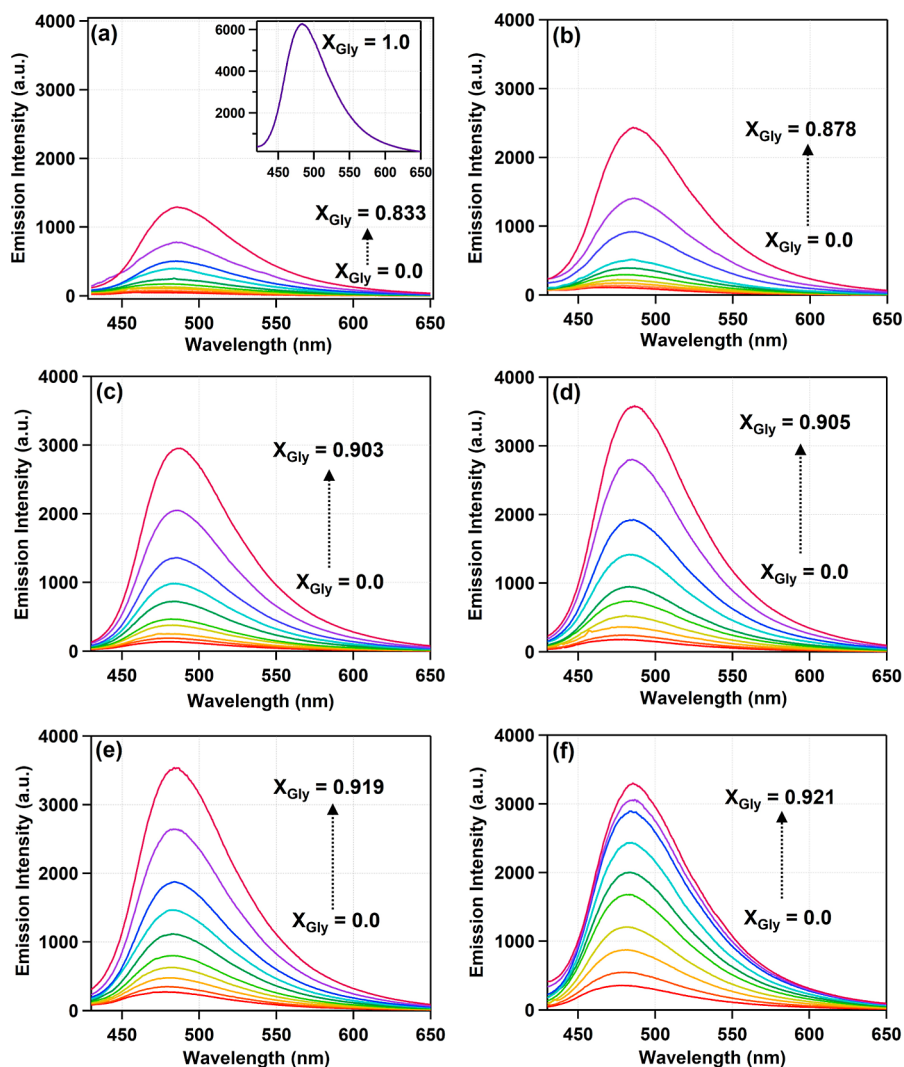 (a)
X_Gly = 1.0
6000
4000
2000
450 500 550 600 650
X_Gly = 0.833
X_Gly = 0.0
4000
3000
2000
1000
0
Emission Intensity (a.u.)
450 500 550 600 650
Wavelength (nm)
(b)
X_Gly = 0.878
X_Gly = 0.0
4000
3000
2000
1000
0
Emission Intensity (a.u.)
450 500 550 600 650
Wavelength (nm)
(c)
X_Gly = 0.903
X_Gly = 0.0
4000
3000
2000
1000
0
Emission Intensity (a.u.)
450 500 550 600 650
Wavelength (nm)
(d)
X_Gly = 0.905
X_Gly = 0.0
4000
3000
2000
1000
0
Emission Intensity (a.u.)
450 500 550 600 650
Wavelength (nm)
(e)
X_Gly = 0.919
X_Gly = 0.0
4000
3000
2000
1000
0
Emission Intensity (a.u.)
450 500 550 600 650
Wavelength (nm)
(f)
X_Gly = 0.921
X_Gly = 0.0
4000
3000
2000
1000
0
Emission Intensity (a.u.)
450 500 550 600 650
Wavelength (nm)